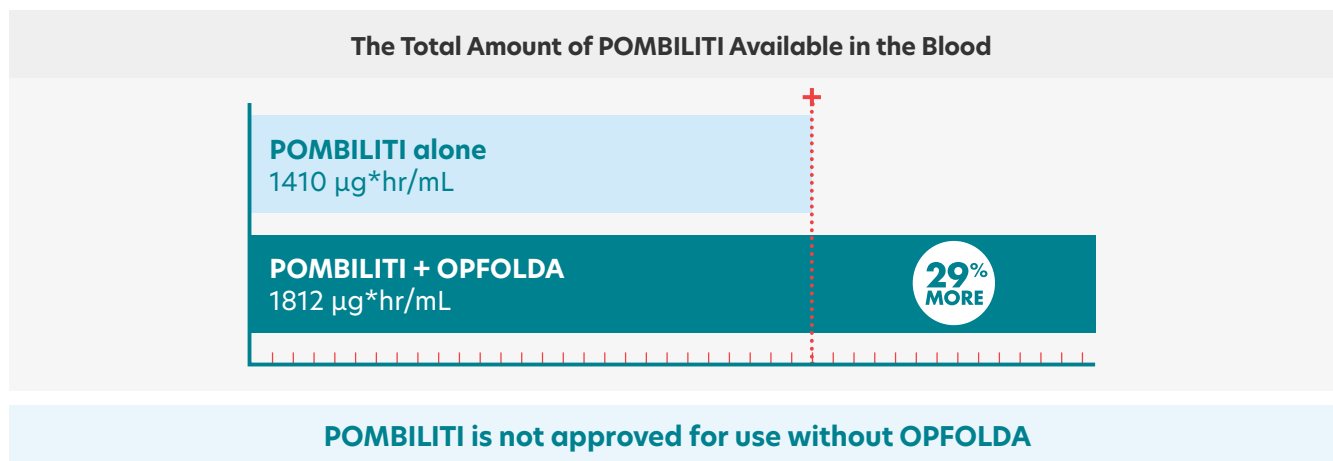 The Total Amount of POMBILITI Available in the Blood
POMBILITI alone
1410 µg*hr/mL
POMBILITI + OPFOLDA
1812 µg*hr/mL
29%
MORE
POMBILITI is not approved for use without OPFOLDA